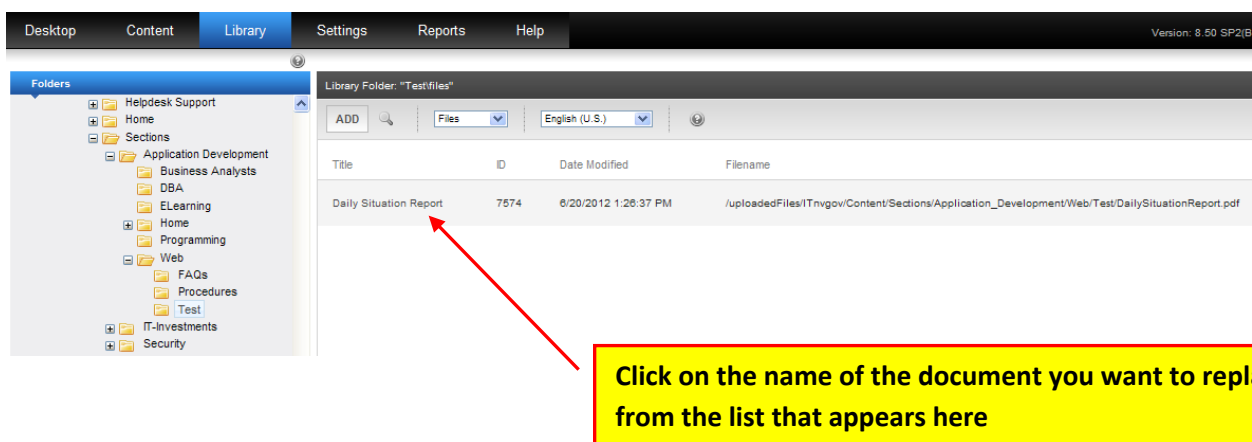 Desktop Content Library Settings Reports Help Version: 8.50 SP2(B
Folders
Helpdesk Support
Home
Sections
Application Development
Business Analysts
DBA
ELearning
Home
Programming
Web
FAQs
Procedures
Test
IT-Investments
Security
Library Folder: "Test\files"
ADD Files English (U.S.)
Title ID Date Modified Filename
Daily Situation Report 7574 6/20/2012 1:26:37 PM /uploadedFiles/ITnvgov/Content/Sections/Application_Development/Web/Test/DailySituationReport.pdf
Click on the name of the document you want to repla
from the list that appears here